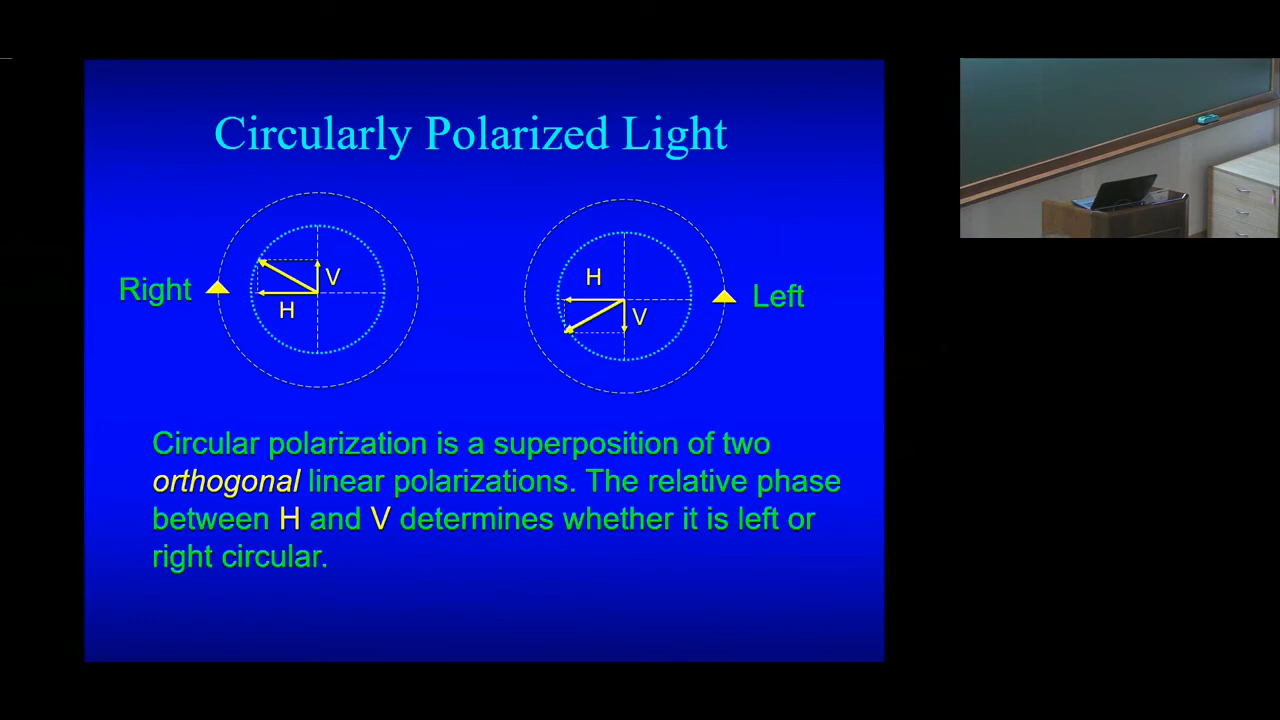 Circularly Polarized Light
Right
V
H
H
V
Left
Circular polarization is a superposition of two
orthogonal linear polarizations. The relative phase
between H and V determines whether it is left or
right circular.